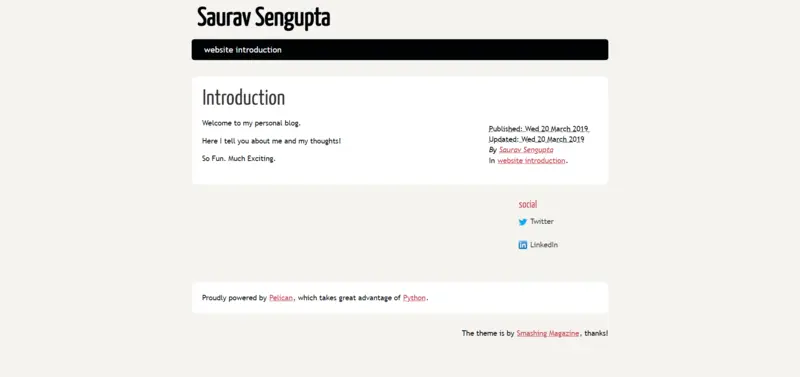 Saurav Sengupta
website introduction
Introduction
Welcome to my personal blog.
Here I tell you about me and my thoughts!
So Fun. Much Exciting.
Published: Wed 20 March 2019
Updated: Wed 20 March 2019
By Saurav Sengupta
In website introduction.
social
Twitter
LinkedIn
Proudly powered by Pelican, which takes great advantage of Python.
The theme is by Smashing Magazine, thanks!